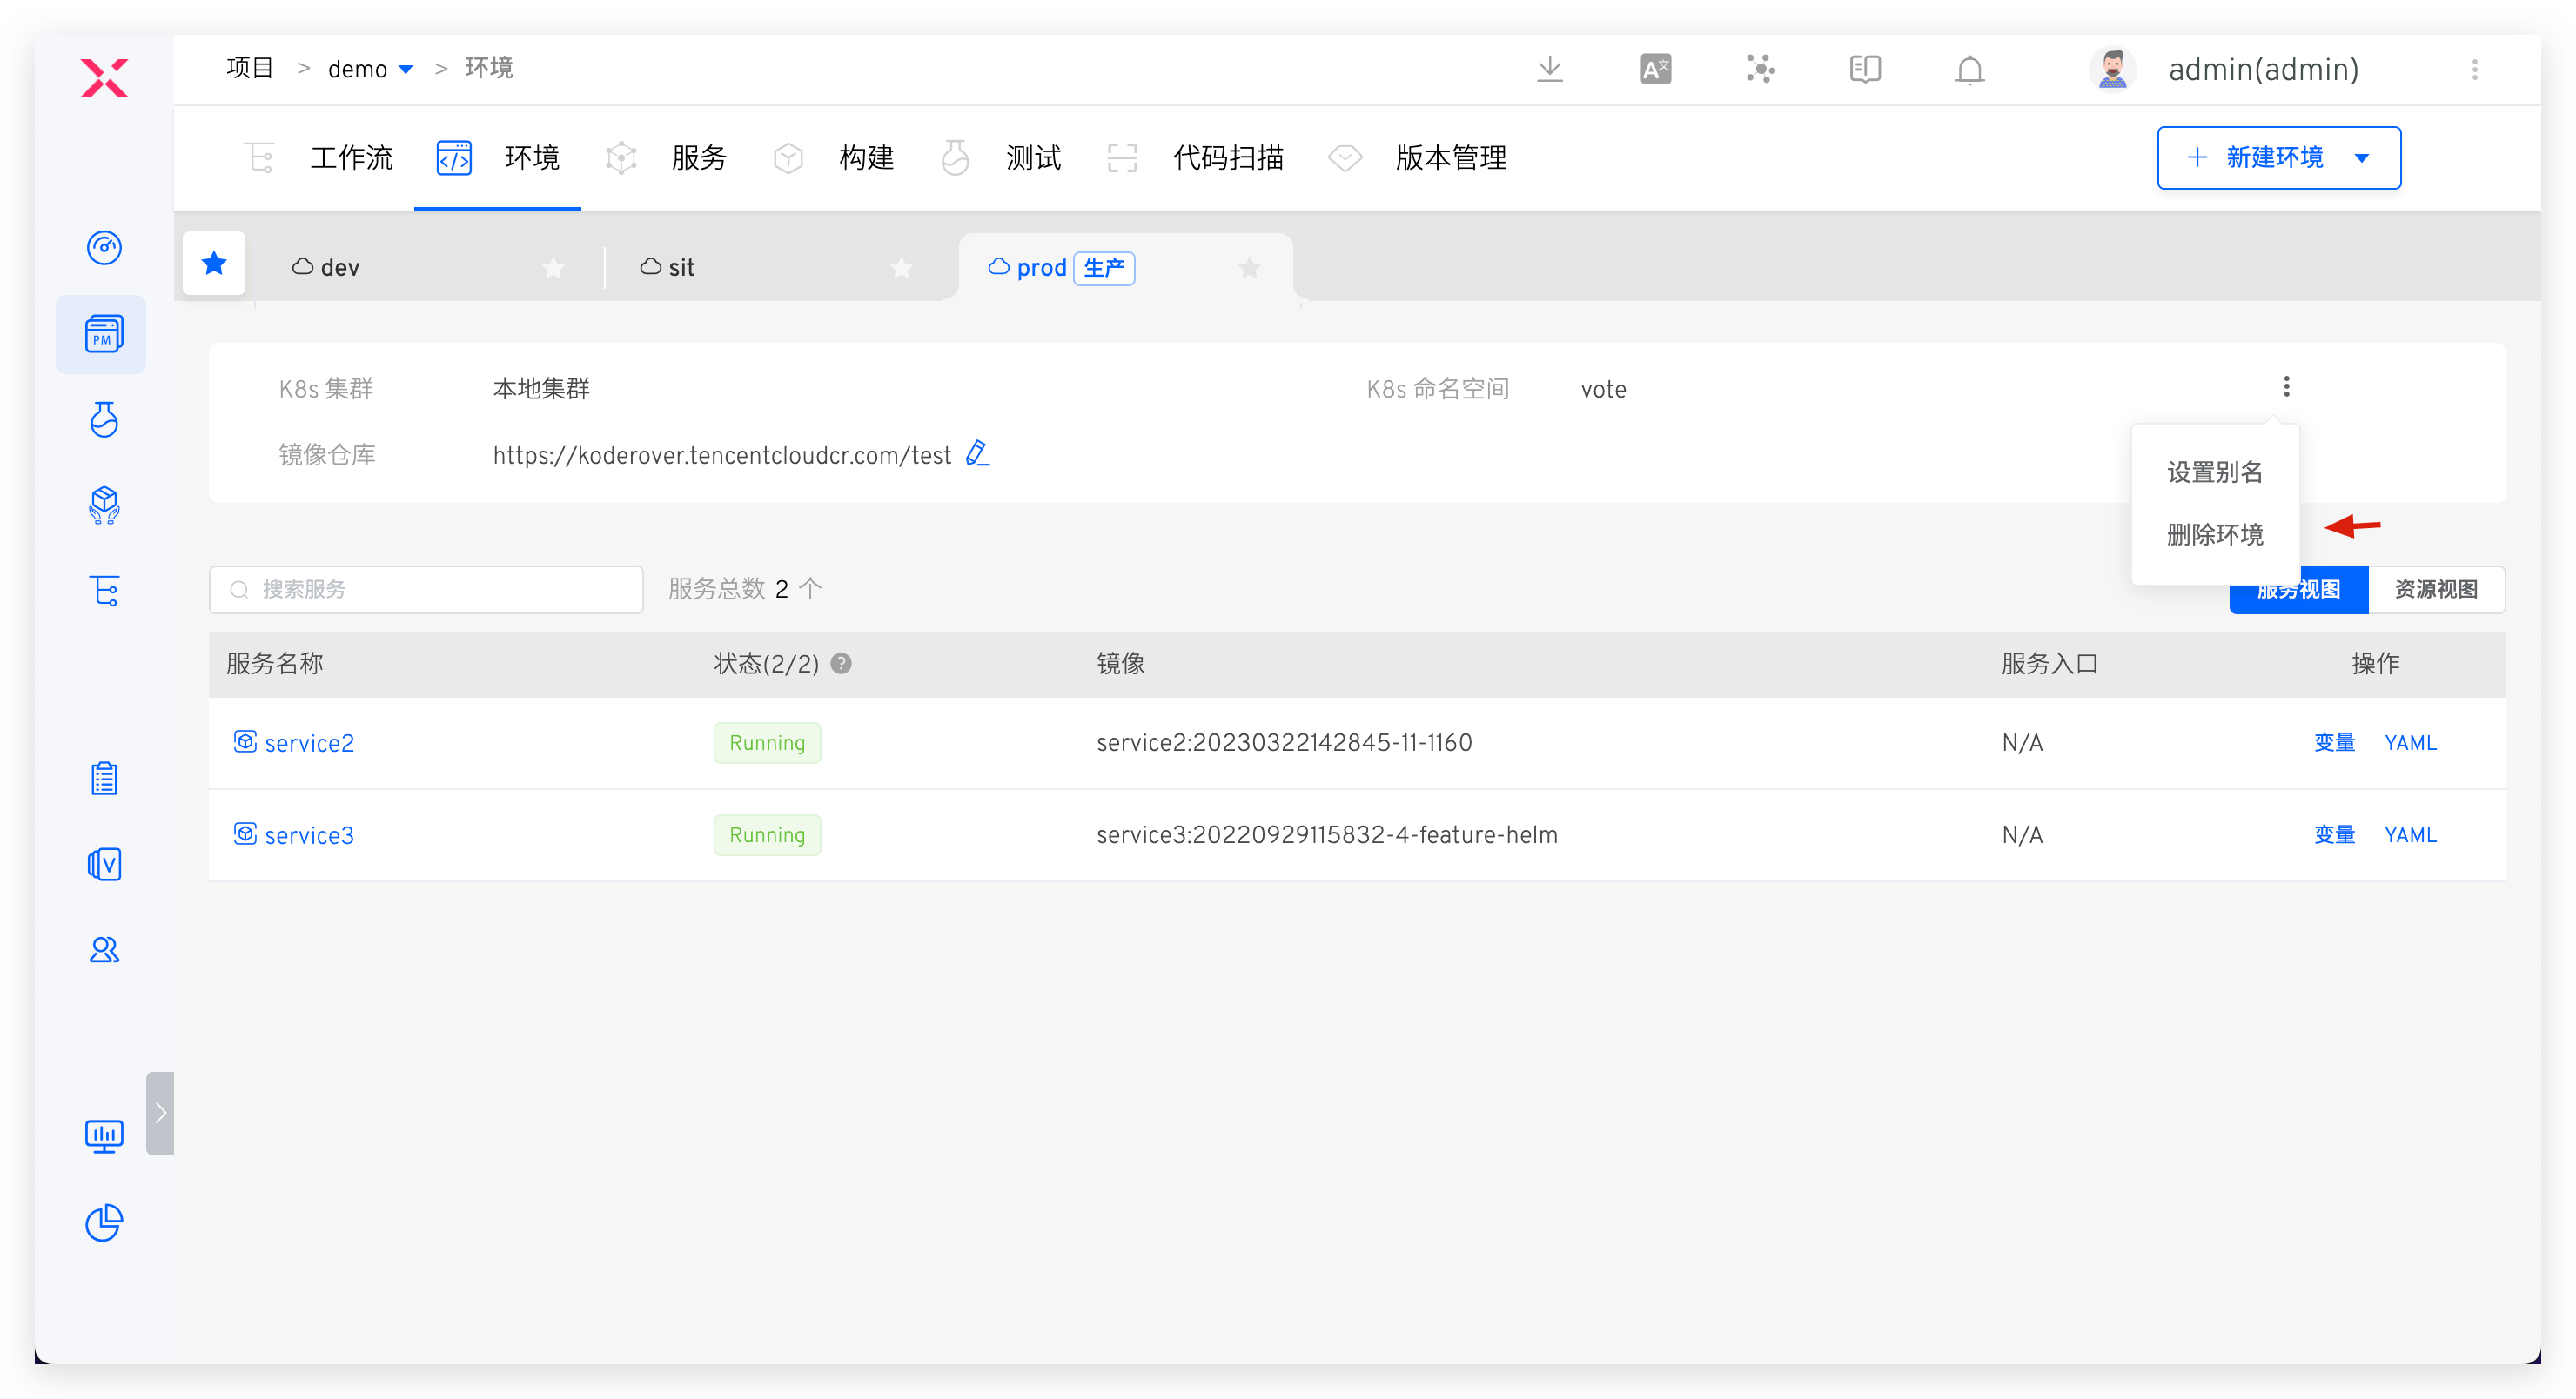 项目 > demo > 环境
A文
admin(admin)
工作流 环境 服务 构建 测试 代码扫描 版本管理
+ 新建环境
dev
sit
prod 生产
PM
K8s 集群 本地集群 K8s 命名空间 vote
镜像仓库 https://koderover.tencentcloudcr.com/test
设置别名
删除环境
搜索服务 服务总数 2 个
服务视图 资源视图
服务名称 状态(2/2) ? 镜像 服务入口 操作
service2 Running service2:20230322142845-11-1160 N/A 变量 YAML
service3 Running service3:20220929115832-4-feature-helm N/A 变量 YAML
V